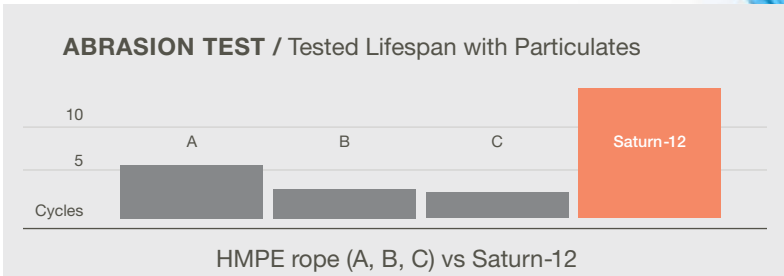 ABRASION TEST / Tested Lifespan with Particulates
10
A B C Saturn-12
5
Cycles
HMPE rope (A, B, C) vs Saturn-12